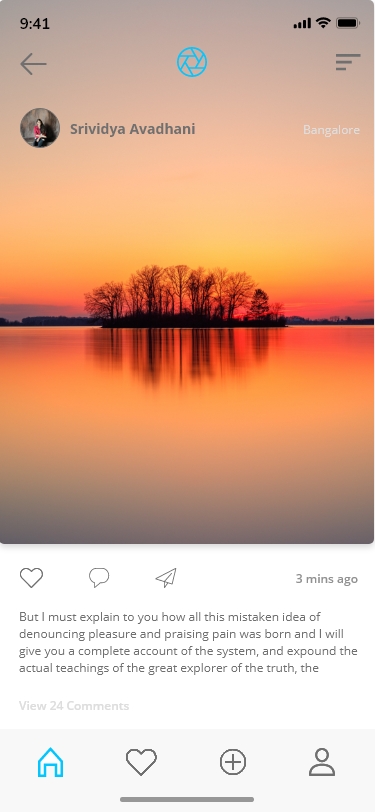 9:41
Srividya Avadhani
Bangalore
3 mins ago
But I must explain to you how all this mistaken idea of
denouncing pleasure and praising pain was born and I will
give you a complete account of the system, and expound the
actual teachings of the great explorer of the truth, the
View 24 Comments